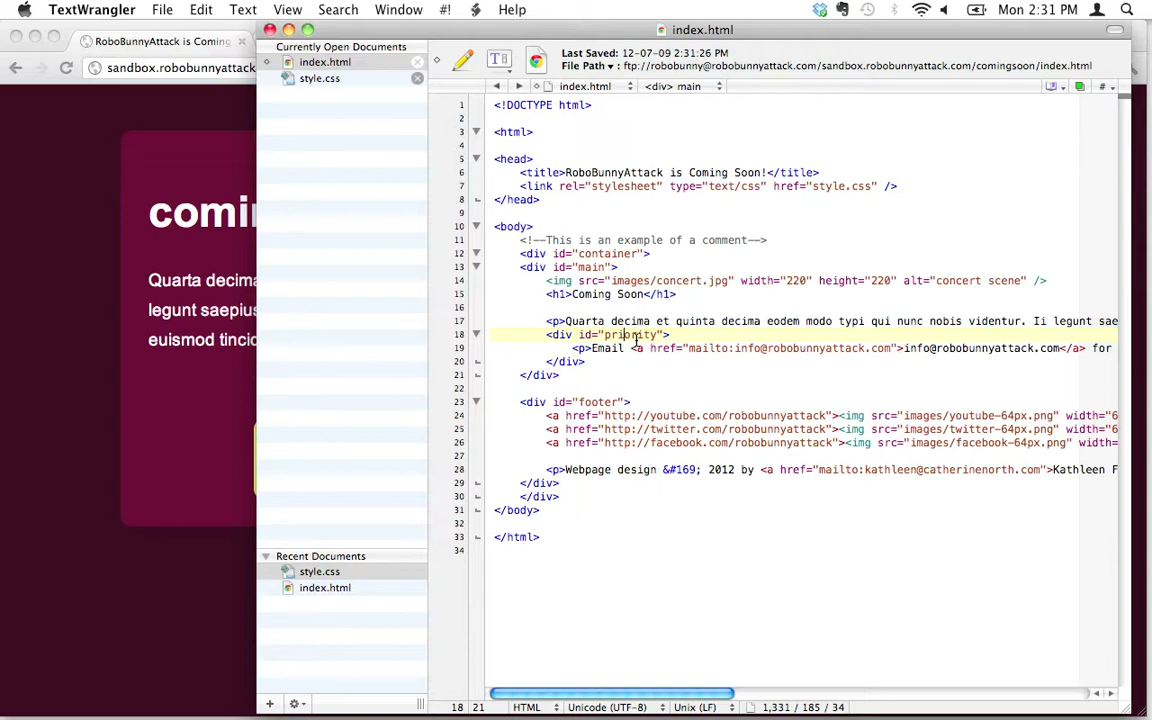 TextWrangler File Edit Text View Search Window #! Help Mon 2:31 PM
RoboBunnyAttack is Coming
sandbox.robobunnyattack
comi
Quarta decima
legunt saepius
euismod tincid
index.html
Currently Open Documents
index.html
style.css
Last Saved: 12-07-09 2:31:26 PM
File Path ▾ : ftp://robobunny@robobunnyattack.com/sandbox.robobunnyattack.com/comingsoon/index.html
index.html <div> main
1 <!DOCTYPE html>
2
3 <html>
4
5 <head>
6 <title>RoboBunnyAttack is Coming Soon!</title>
7 <link rel="stylesheet" type="text/css" href="style.css" />
8 </head>
9
10 <body>
11 <!--This is an example of a comment-->
12 <div id="container">
13 <div id="main">
14 <img src="images/concert.jpg" width="220" height="220" alt="concert scene" />
15 <h1>Coming Soon</h1>
16
17 <p>Quarta decima et quinta decima eodem modo typi qui nunc nobis videntur. Ii legunt sae
18 <div id="priority">
19 <p>Email <a href="mailto:info@robobunnyattack.com">info@robobunnyattack.com</a> for
20 </div>
21 </div>
22
23 <div id="footer">
24 <a href="http://youtube.com/robobunnyattack"><img src="images/youtube-64px.png" width="6
25 <a href="http://twitter.com/robobunnyattack"><img src="images/twitter-64px.png" width="6
26 <a href="http://facebook.com/robobunnyattack"><img src="images/facebook-64px.png" width=
27
28 <p>Webpage design &#169; 2012 by <a href="mailto:kathleen@catherinenorth.com">Kathleen F
29 </div>
30 </div>
31 </body>
32
33 </html>
34
Recent Documents
style.css
index.html
18 21 HTML Unicode (UTF-8) Unix (LF) 1,331 / 185 / 34